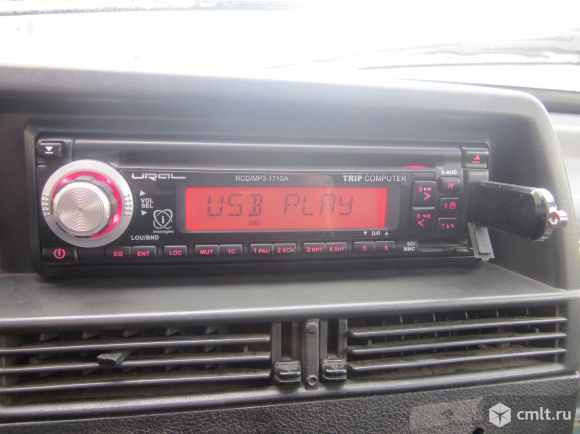 URAL
RCD/MP3-171SA
TRIP COMPUTER
D-AUD
VOL
SEL
USB PLAY
LOU/BND
DIR
SD/
MMC
EQ ENT LOC MUT TC 1 PAU 2 SCN 3 RPT 4 SHF 5 6
cmlt.ru